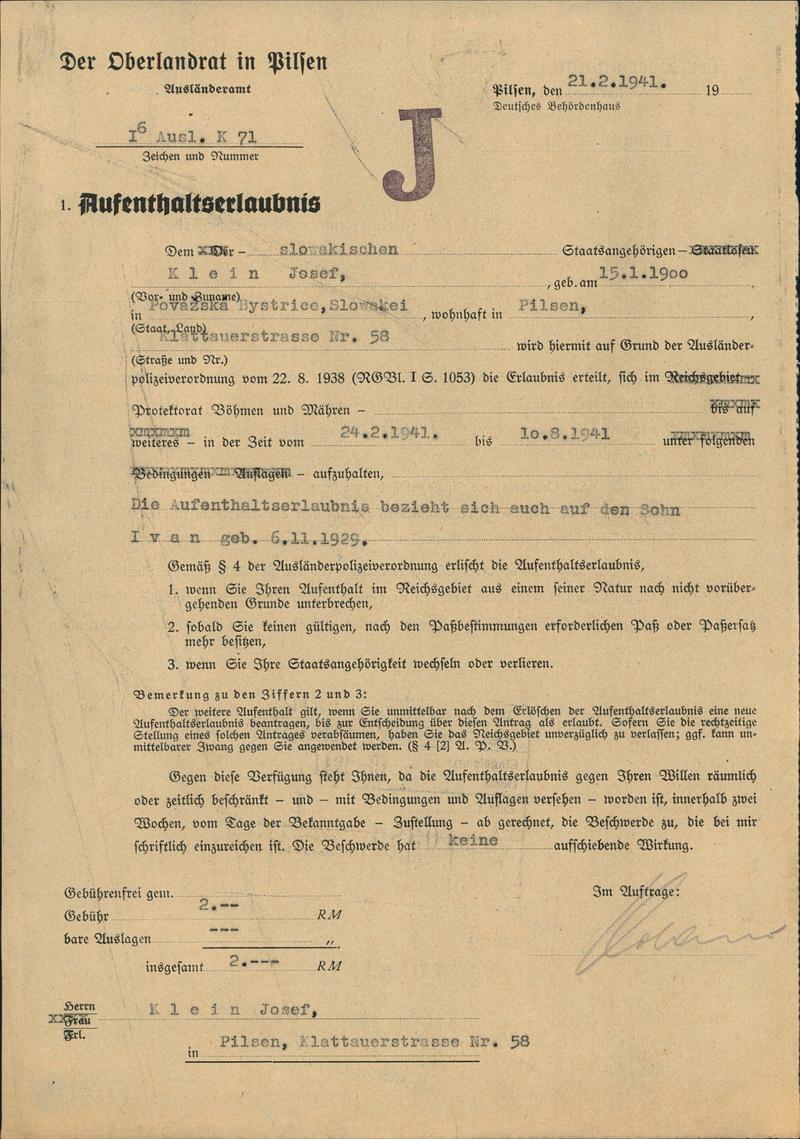 Der Oberlandrat in Pilsen
Ausländeramt
Pilsen, den 21.2.1941. 19
Deutsches Behördenhaus
I6 Ausl. K 71
Zeichen und Nummer
J
1. Aufenthaltserlaubnis
Dem – Der – slowakischen Staatsangehörigen – Staatlosen
K l e i n Josef, , geb. am 15.1.1900
(Vor- und Zuname)
in Považská Bystrice, Slowakei , wohnhaft in Pilsen, ,
(Staat, Land)
Klattauerstrasse Nr. 58 wird hiermit auf Grund der Ausländer-
(Straße und Nr.)
polizeiverordnung vom 22. 8. 1938 (RGBl. I S. 1053) die Erlaubnis erteilt, sich im Reichsgebiet
Protektorat Böhmen und Mähren – bis auf
weiteres – in der Zeit vom 24.2.1941. bis 10.8.1941 unter folgenden
Bedingungen Auflagen – aufzuhalten,
Die Aufenthaltserlaubnis bezieht sich auch auf den Sohn
I v a n geb. 6.11.1929.
Gemäß § 4 der Ausländerpolizeiverordnung erlischt die Aufenthaltserlaubnis,
1. wenn Sie Ihren Aufenthalt im Reichsgebiet aus einem seiner Natur nach nicht vorüber-
gehenden Grunde unterbrechen,
2. sobald Sie keinen gültigen, nach den Paßbestimmungen erforderlichen Paß oder Paßersatz
mehr besitzen,
3. wenn Sie Ihre Staatsangehörigkeit wechseln oder verlieren.
Bemerkung zu den Ziffern 2 und 3:
Der weitere Aufenthalt gilt, wenn Sie unmittelbar nach dem Erlöschen der Aufenthaltserlaubnis eine neue
Aufenthaltserlaubnis beantragen, bis zur Entscheidung über diesen Antrag als erlaubt. Sofern Sie die rechtzeitige
Stellung eines solchen Antrages verabsäumen, haben Sie das Reichsgebiet unverzüglich zu verlassen; ggf. kann un-
mittelbarer Zwang gegen Sie angewendet werden. (§ 4 [2] A. P. V.)
Gegen diese Verfügung steht Ihnen, da die Aufenthaltserlaubnis gegen Ihren Willen räumlich
oder zeitlich beschränkt – und – mit Bedingungen und Auflagen versehen – worden ist, innerhalb zwei
Wochen, vom Tage der Bekanntgabe – Zustellung – ab gerechnet, die Beschwerde zu, die bei mir
schriftlich einzureichen ist. Die Beschwerde hat keine aufschiebende Wirkung.
Gebührenfrei gem.
Im Auftrage:
Gebühr 2.-- RM
bare Auslagen --- „
insgesamt 2.--- RM
Herrn
Frau
Frl.
K l e i n Josef,
in Pilsen, Klattauerstrasse Nr. 58